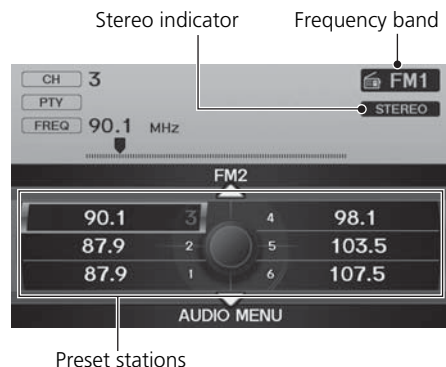 Stereo indicator Frequency band
CH 3 FM1
PTY STEREO
FREQ 90.1 MHz
FM2
90.1 3 4 98.1
87.9 2 5 103.5
87.9 1 6 107.5
AUDIO MENU
Preset stations